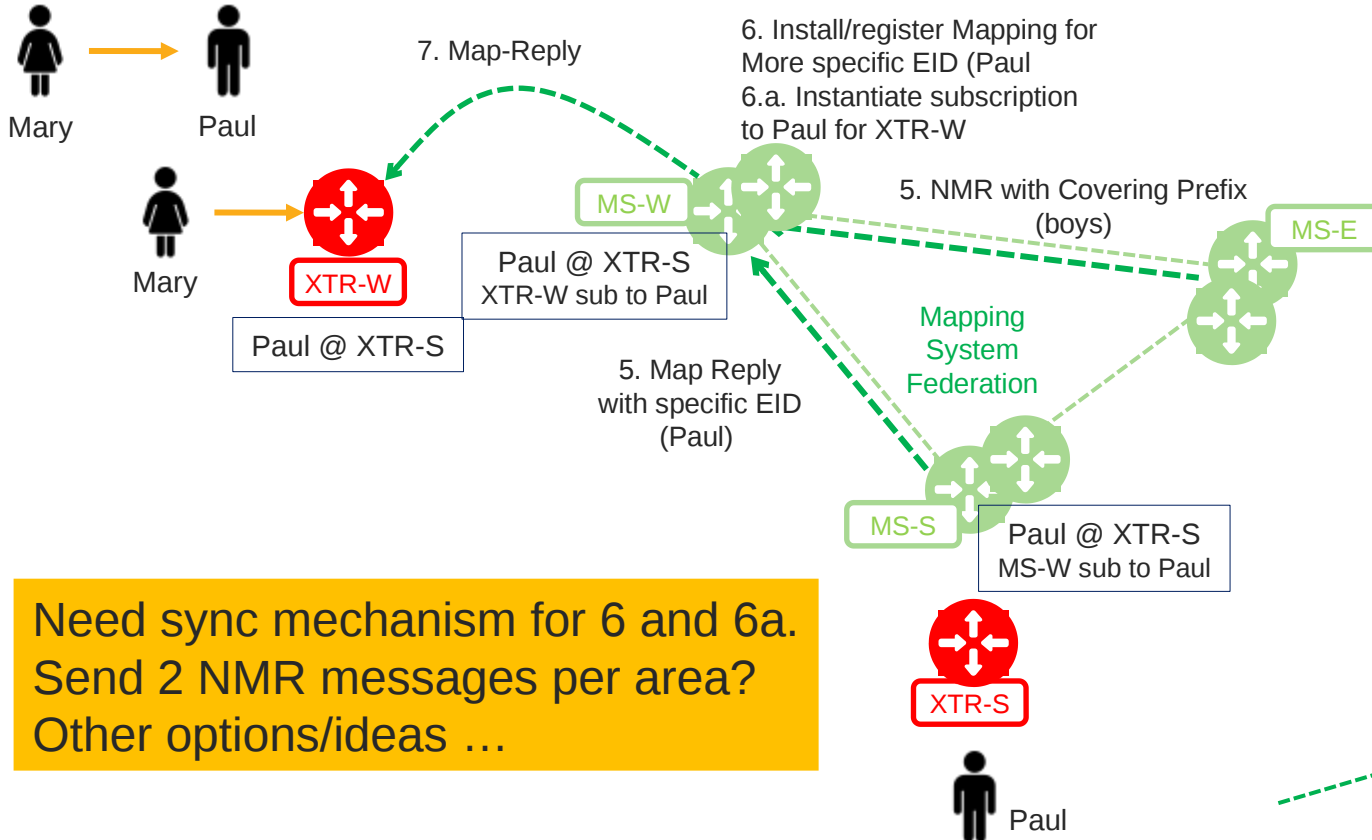 Mary
Paul
7. Map-Reply
6. Install/register Mapping for
More specific EID (Paul
6.a. Instantiate subscription
to Paul for XTR-W
Mary
XTR-W
Paul @ XTR-S
MS-W
Paul @ XTR-S
XTR-W sub to Paul
5. NMR with Covering Prefix
(boys)
MS-E
Mapping
System
Federation
5. Map Reply
with specific EID
(Paul)
MS-S
Paul @ XTR-S
MS-W sub to Paul
Need sync mechanism for 6 and 6a.
Send 2 NMR messages per area?
Other options/ideas …
XTR-S
Paul